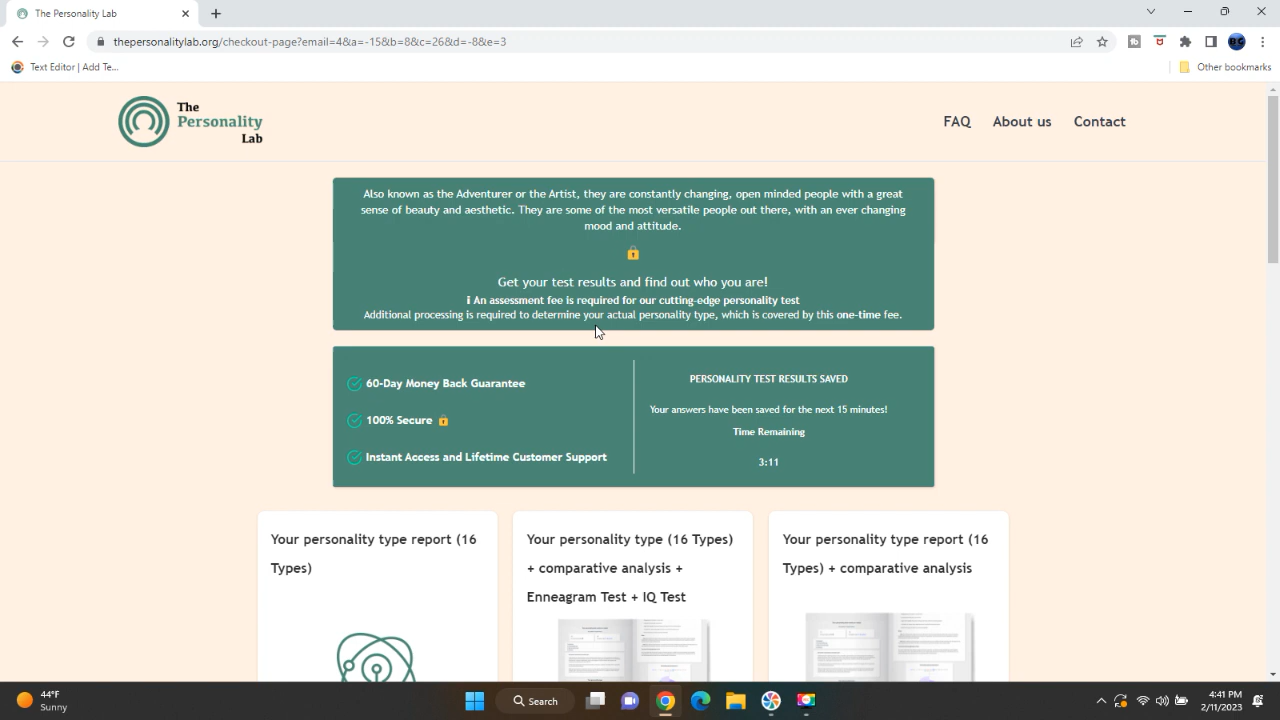 The Personality Lab
thepersonalitylab.org/checkout-page?email=4&a=-15&b=8&c=26&d=-8&e=3
Text Editor | Add Te...
Other bookmarks
The
Personality
Lab
FAQ
About us
Contact
Also known as the Adventurer or the Artist, they are constantly changing, open minded people with a great
sense of beauty and aesthetic. They are some of the most versatile people out there, with an ever changing
mood and attitude.
Get your test results and find out who you are!
ℹ An assessment fee is required for our cutting-edge personality test
Additional processing is required to determine your actual personality type, which is covered by this one-time fee.
60-Day Money Back Guarantee
100% Secure
Instant Access and Lifetime Customer Support
PERSONALITY TEST RESULTS SAVED
Your answers have been saved for the next 15 minutes!
Time Remaining
3:11
Your personality type report (16
Types)
Your personality type (16 Types)
+ comparative analysis +
Enneagram Test + IQ Test
Your personality type report (16
Types) + comparative analysis
44°F
Sunny
Search
4:41 PM
2/11/2023